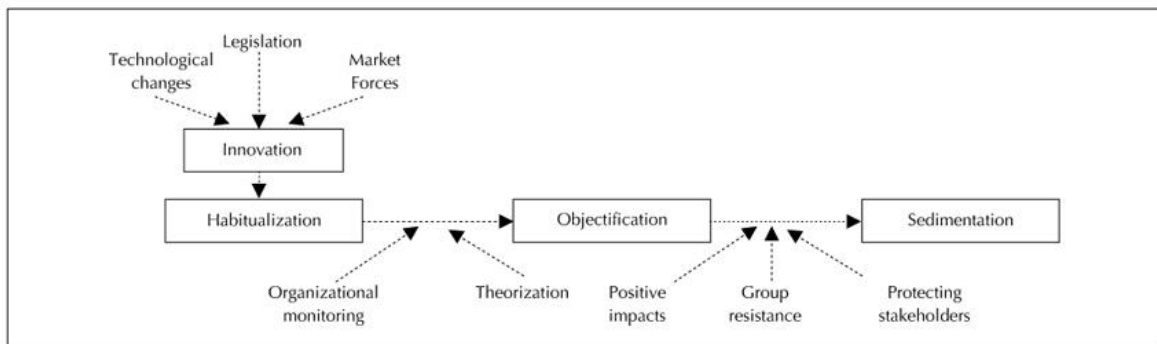 Legislation
Technological
changes
Market
Forces
Innovation
Habitualization
Objectification
Sedimentation
Organizational
monitoring
Theorization
Positive
impacts
Group
resistance
Protecting
stakeholders